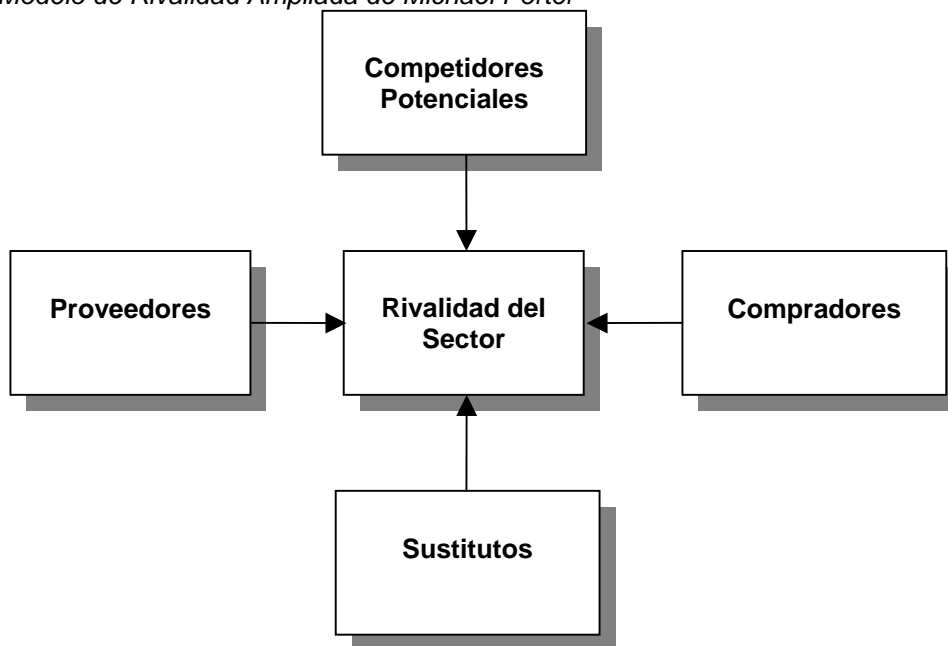 Modelo de Rivalidad Ampliada de Michael Porter
Competidores
Potenciales
Proveedores
Rivalidad del
Sector
Compradores
Sustitutos